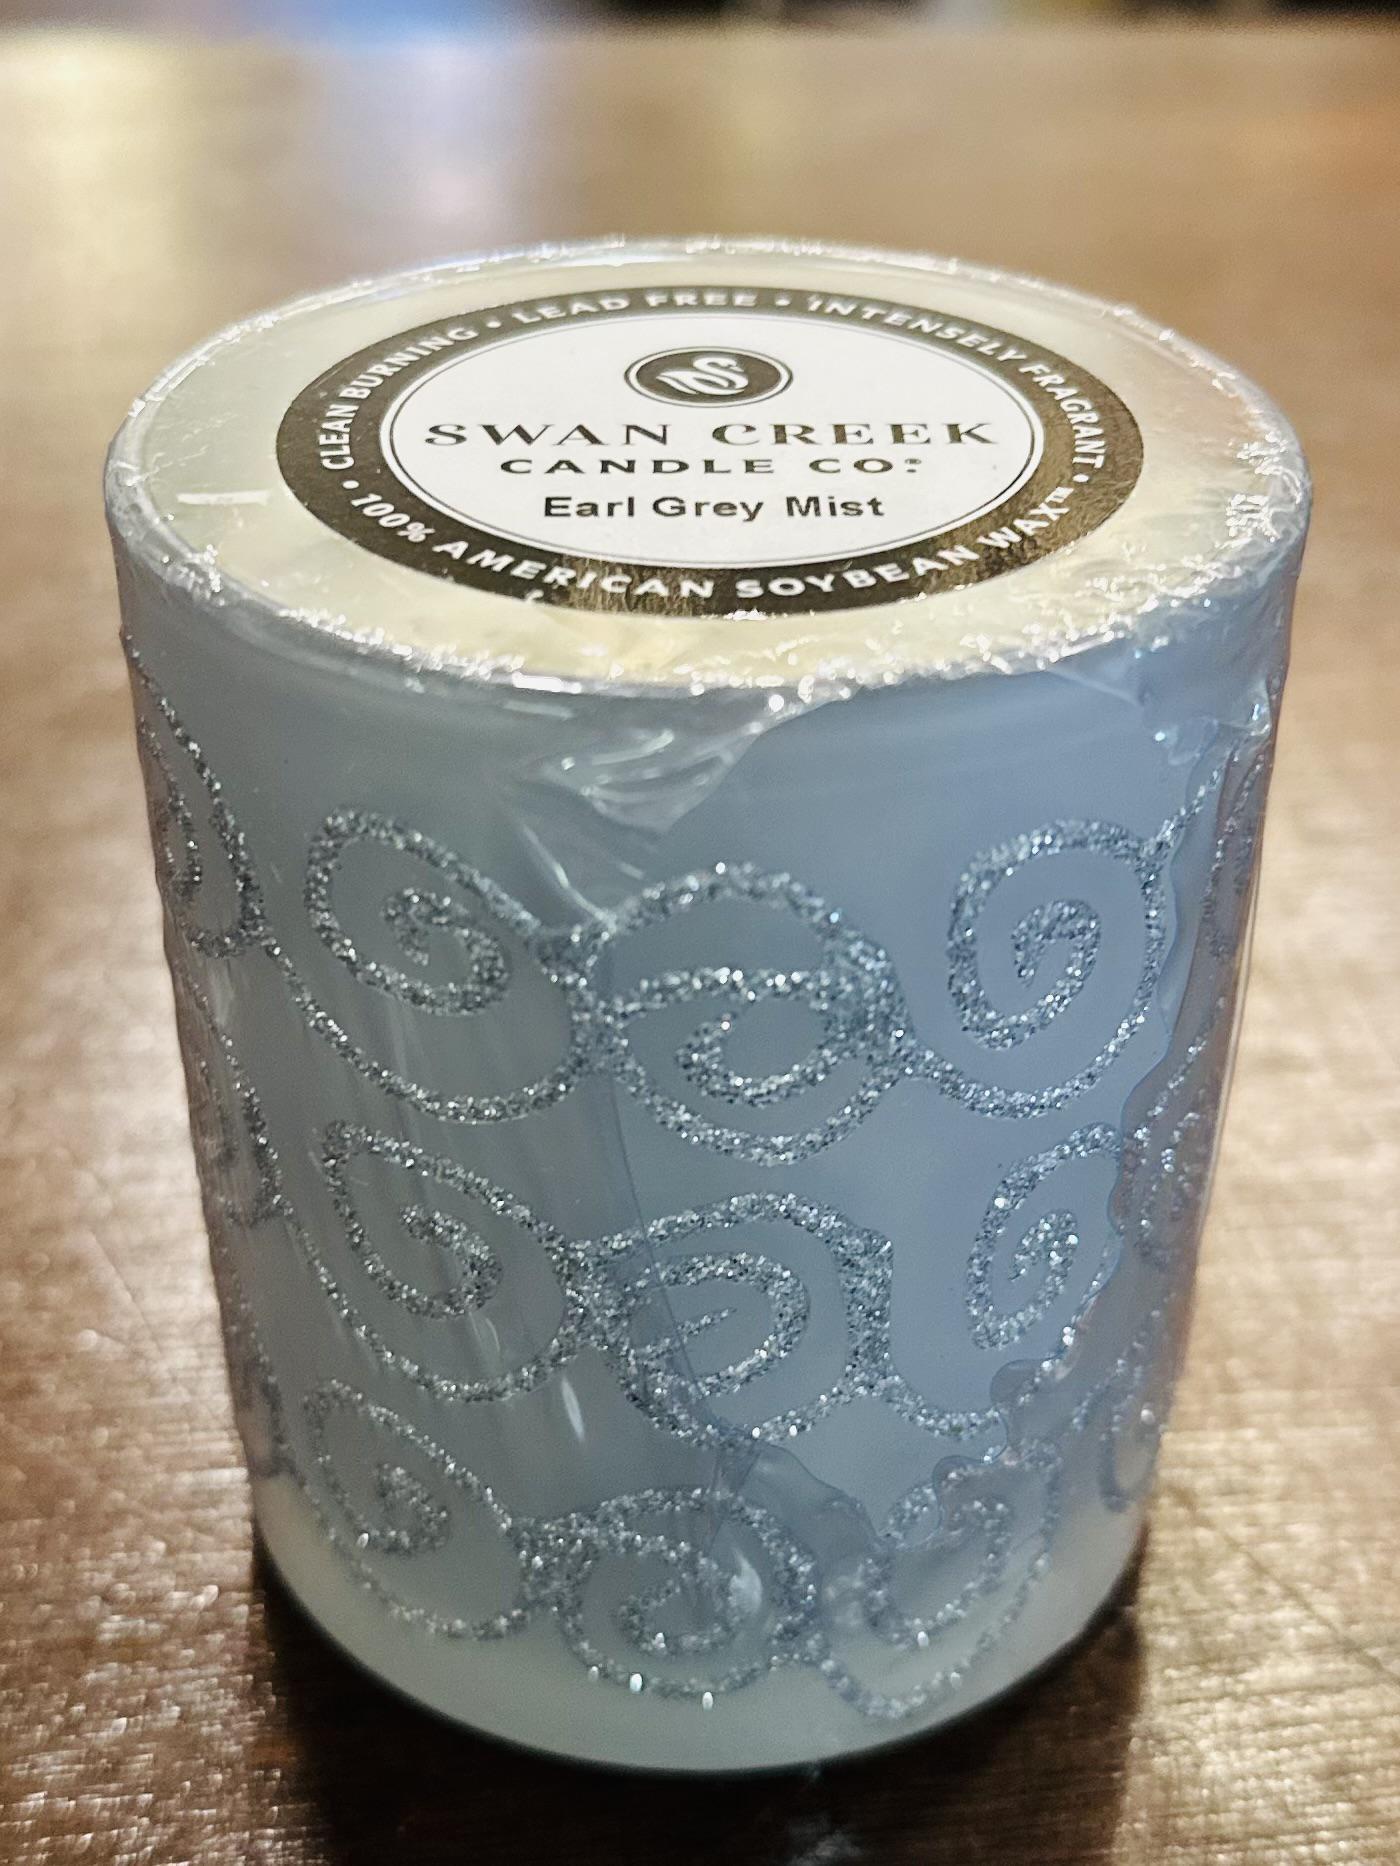 • CLEAN BURNING • LEAD FREE • INTENSELY FRAGRANT •
SWAN CREEK
CANDLE CO.®
Earl Grey Mist
100% AMERICAN SOYBEAN WAX™